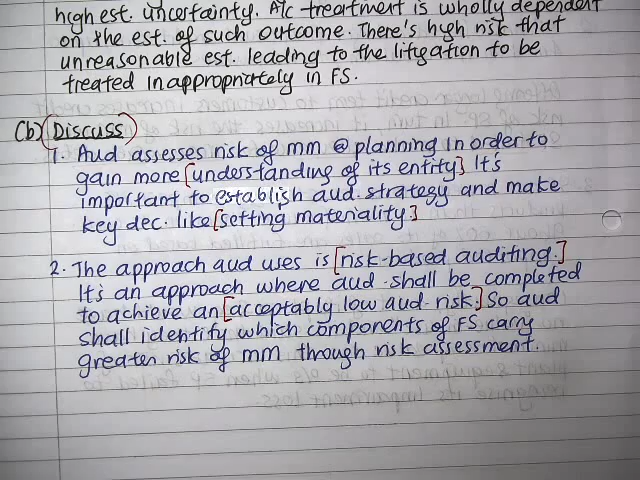 high est. uncertainty. A/c treatment is wholly dependent
on the est. of such outcome. There's high risk that
unreasonable est. leading to the litigation to be
treated inappropriately in FS.
(b) (Discuss)
1. Aud assesses risk of mm @ planning in order to
gain more [understanding of its entity] It's
important to establish aud. strategy and make
key dec. like [setting materiality]
2. The approach aud uses is [risk-based auditing.]
It's an approach where aud shall be completed
to achieve an [acceptably low aud. risk.] So aud
shall identify which components of FS carry
greater risk of mm through risk assessment.